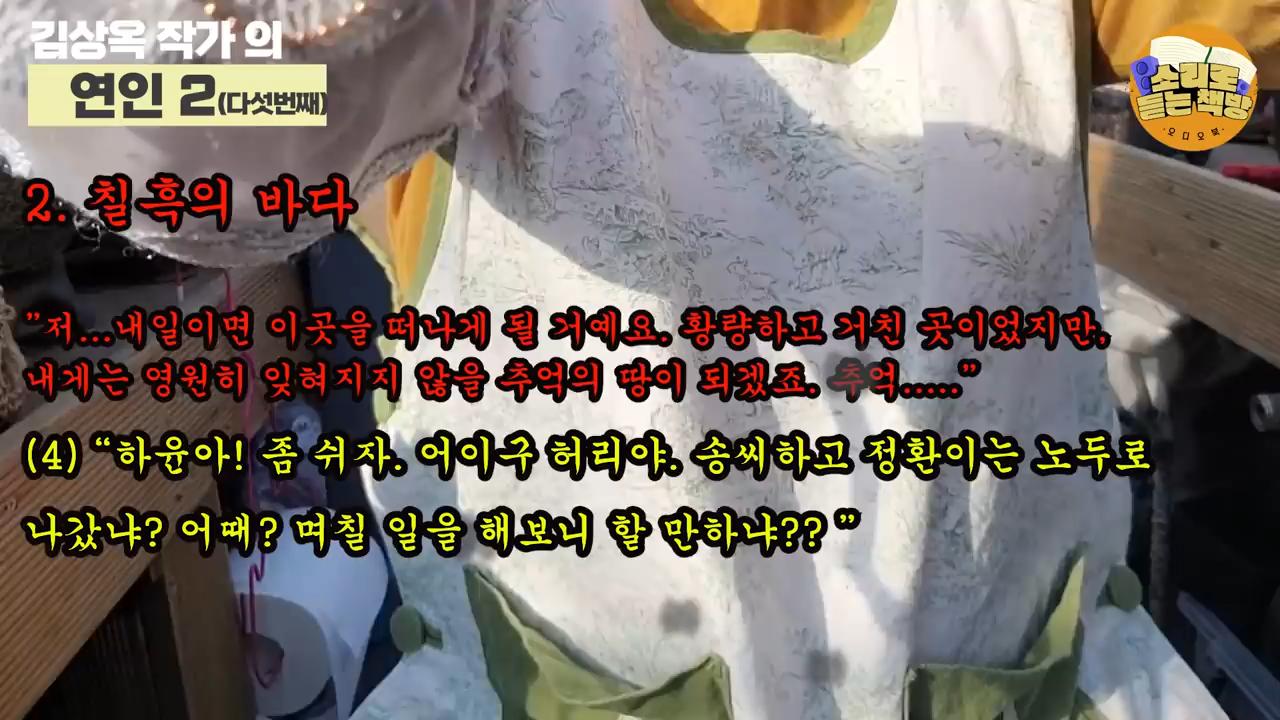 김상옥 작가 의
연인 2(다섯번째)
소리로
듣는 책방
·오디오북·
2. 칠흑의 바다
"저...내일이면 이곳을 떠나게 될 거예요. 황량하고 거친 곳이었지만,
내게는 영원히 잊혀지지 않을 추억의 땅이 되겠죠. 추억....."
(4) “하윤아! 좀 쉬자. 어이구 허리야. 송씨하고 정환이는 노두로
나갔냐? 어때? 며칠 일을 해보니 할 만하냐?? ”